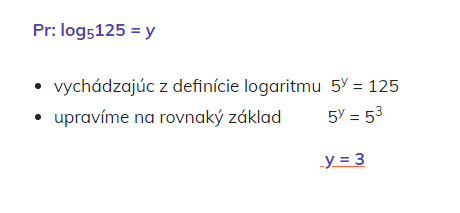 Pr: log₅125 = y
• vychádzajúc z definície logaritmu 5ʸ = 125
• upravíme na rovnaký základ 5ʸ = 5³
y = 3